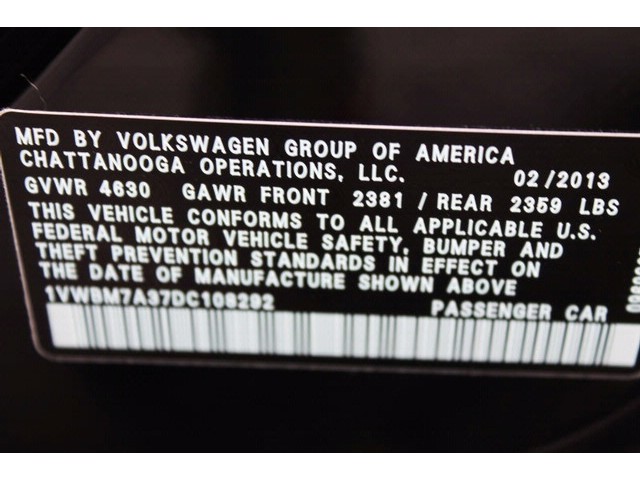 MFD BY VOLKSWAGEN GROUP OF AMERICA
CHATTANOOGA OPERATIONS, LLC. 02/2013
GVWR 4630 GAWR FRONT 2381 / REAR 2359 LBS
THIS VEHICLE CONFORMS TO ALL APPLICABLE U.S.
FEDERAL MOTOR VEHICLE SAFETY, BUMPER AND
THEFT PREVENTION STANDARDS IN EFFECT ON
THE DATE OF MANUFACTURE SHOWN ABOVE
1VWBM7A37DC108292 PASSENGER CAR